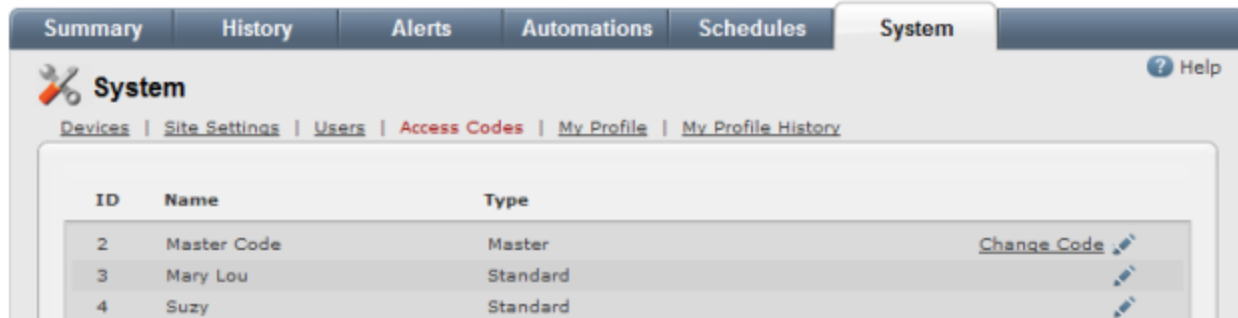 Summary History Alerts Automations Schedules System
? Help
System
Devices | Site Settings | Users | Access Codes | My Profile | My Profile History
ID Name Type
2 Master Code Master Change Code
3 Mary Lou Standard
4 Suzy Standard